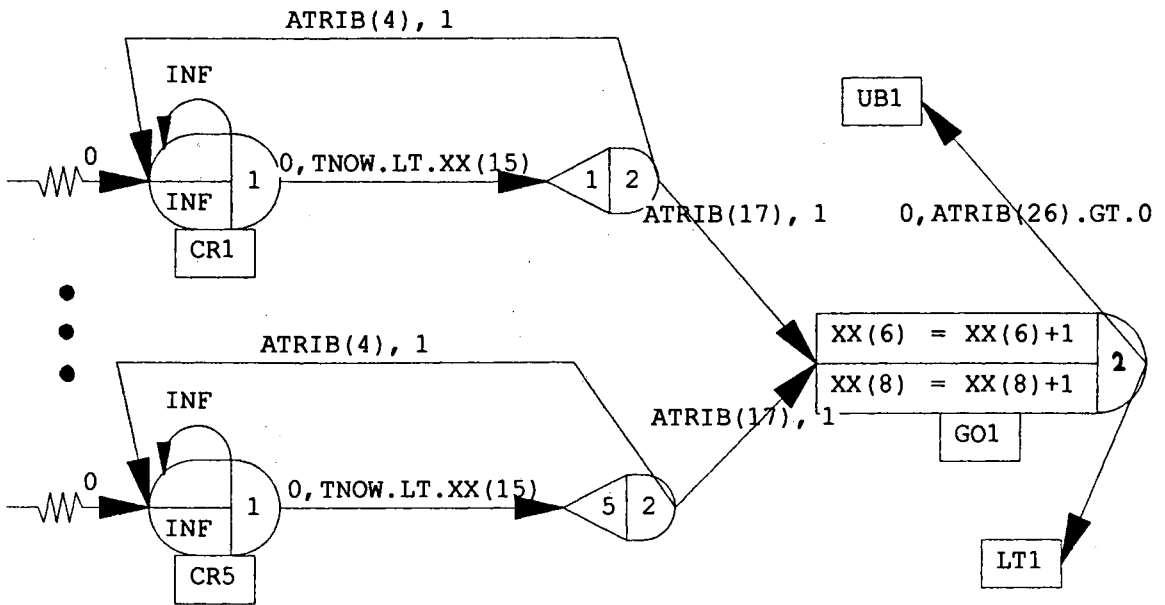 ATRIB(4), 1
INF
0
INF
1
CR1
0,TNOW.LT.XX(15)
1
2
ATRIB(17), 1
UB1
0,ATRIB(26).GT.0
ATRIB(4), 1
INF
0
INF
1
CR5
0,TNOW.LT.XX(15)
5
2
ATRIB(17), 1
XX(6) = XX(6)+1
XX(8) = XX(8)+1
2
GO1
LT1